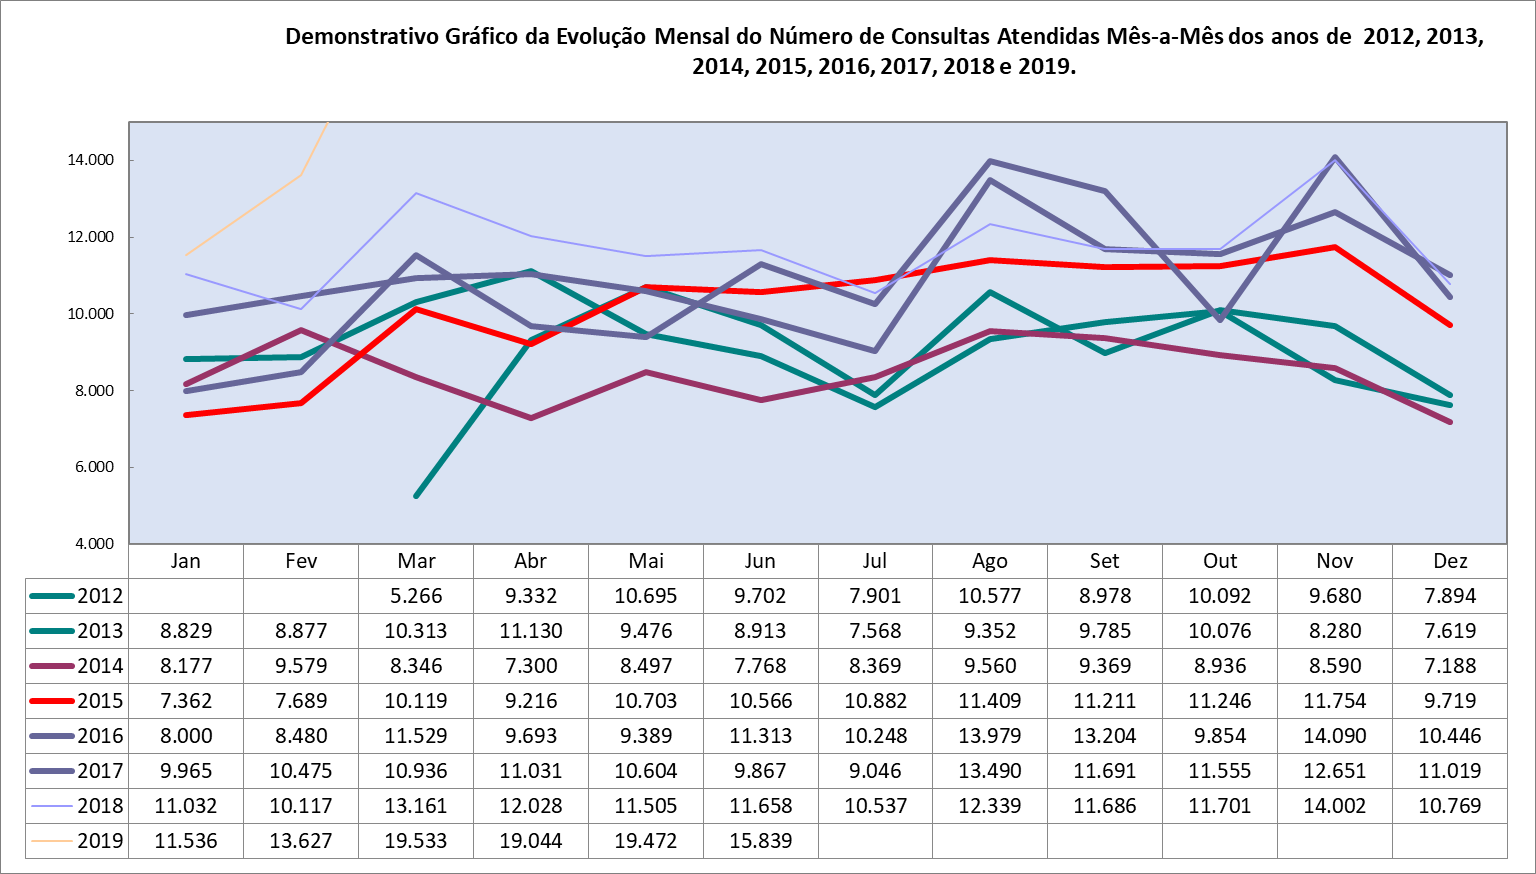 Demonstrativo Gráfico da Evolução Mensal do Número de Consultas Atendidas Mês-a-Mês dos anos de 2012, 2013,
2014, 2015, 2016, 2017, 2018 e 2019.
14.000
12.000
10.000
8.000
6.000
4.000
Jan Fev Mar Abr Mai Jun Jul Ago Set Out Nov Dez
2012 5.266 9.332 10.695 9.702 7.901 10.577 8.978 10.092 9.680 7.894
2013 8.829 8.877 10.313 11.130 9.476 8.913 7.568 9.352 9.785 10.076 8.280 7.619
2014 8.177 9.579 8.346 7.300 8.497 7.768 8.369 9.560 9.369 8.936 8.590 7.188
2015 7.362 7.689 10.119 9.216 10.703 10.566 10.882 11.409 11.211 11.246 11.754 9.719
2016 8.000 8.480 11.529 9.693 9.389 11.313 10.248 13.979 13.204 9.854 14.090 10.446
2017 9.965 10.475 10.936 11.031 10.604 9.867 9.046 13.490 11.691 11.555 12.651 11.019
2018 11.032 10.117 13.161 12.028 11.505 11.658 10.537 12.339 11.686 11.701 14.002 10.769
2019 11.536 13.627 19.533 19.044 19.472 15.839